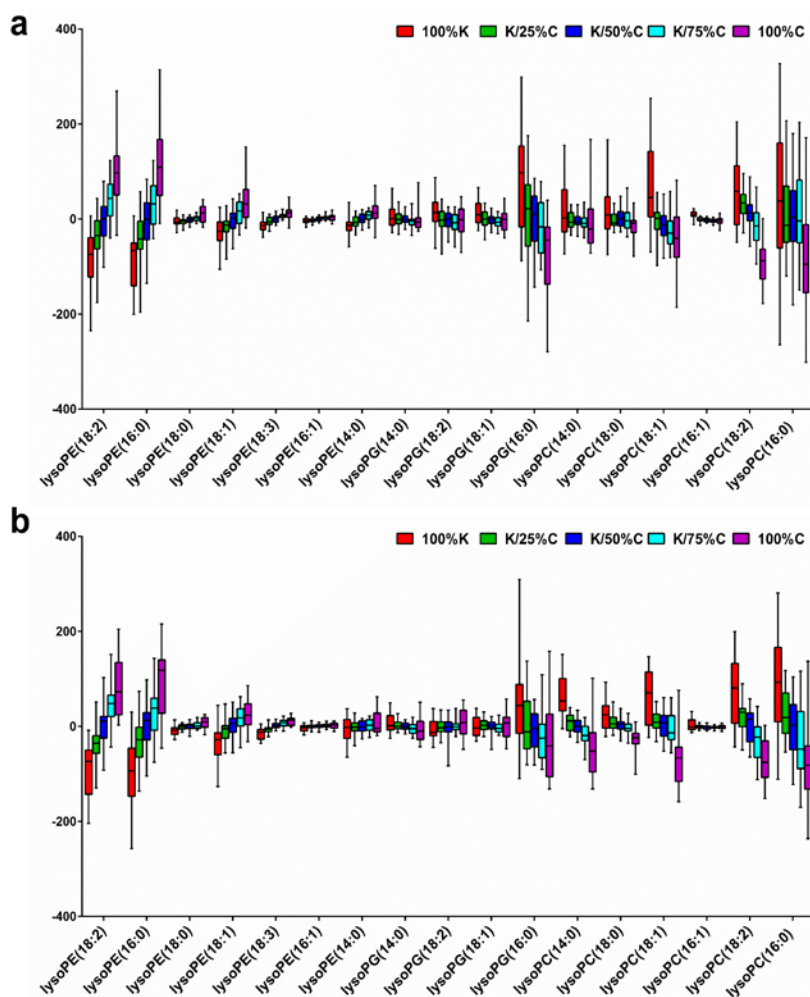 a
100%K K/25%C K/50%C K/75%C 100%C
400
200
0
-200
-400
lysoPE(18:2) lysoPE(16:0) lysoPE(18:0) lysoPE(18:1) lysoPE(18:3) lysoPE(16:1) lysoPE(14:0) lysoPG(14:0) lysoPG(18:2) lysoPG(18:1) lysoPG(16:0) lysoPC(14:0) lysoPC(18:0) lysoPC(18:1) lysoPC(16:1) lysoPC(18:2) lysoPC(16:0)
b
100%K K/25%C K/50%C K/75%C 100%C
400
200
0
-200
-400
lysoPE(18:2) lysoPE(16:0) lysoPE(18:0) lysoPE(18:1) lysoPE(18:3) lysoPE(16:1) lysoPE(14:0) lysoPG(14:0) lysoPG(18:2) lysoPG(18:1) lysoPG(16:0) lysoPC(14:0) lysoPC(18:0) lysoPC(18:1) lysoPC(16:1) lysoPC(18:2) lysoPC(16:0)